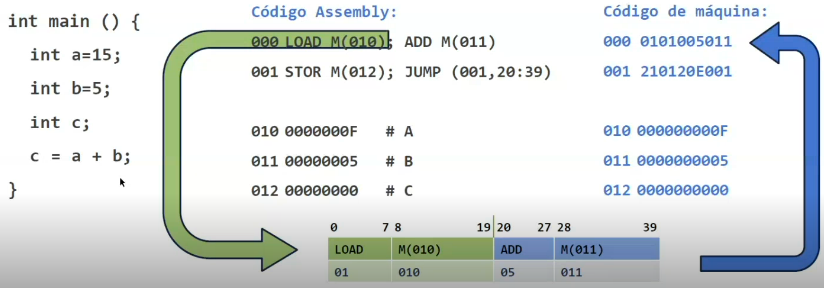 int main () {
int a=15;
int b=5;
int c;
c = a + b;
}
Código Assembly:
000 LOAD M(010); ADD M(011)
001 STOR M(012); JUMP (001,20:39)
010 0000000F # A
011 00000005 # B
012 00000000 # C
Código de máquina:
000 0101005011
001 210120E001
010 000000000F
011 0000000005
012 0000000000
0 7 8 19 20 27 28 39
LOAD M(010) ADD M(011)
01 010 05 011